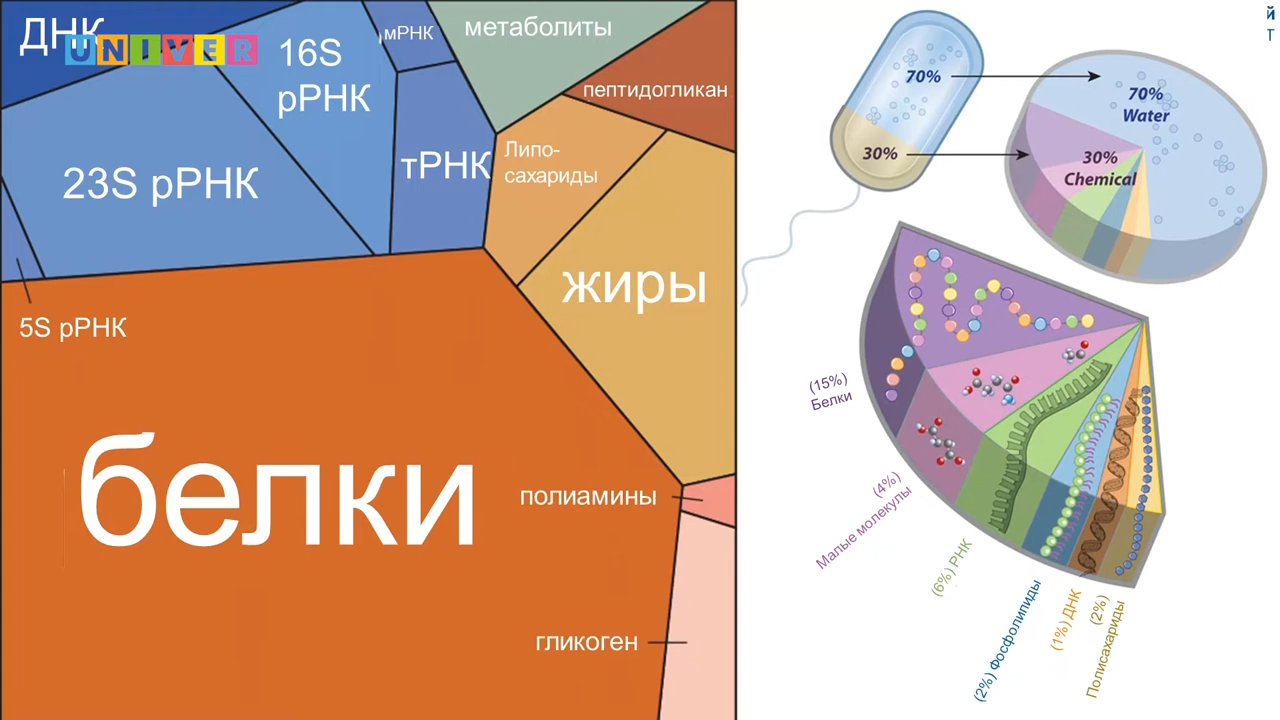 ДНК
UNIVER
16S
рРНК
мРНК
метаболиты
пептидогликан
23S рРНК
тРНК
Липо-
сахариды
жиры
5S рРНК
белки
полиамины
гликоген
й
Т
70%
30%
70%
Water
30%
Chemical
(15%)
Белки
(4%)
Малые молекулы
(6%) РНК
(2%) Фосфолипиды
(1%) ДНК
(2%)
Полисахариды